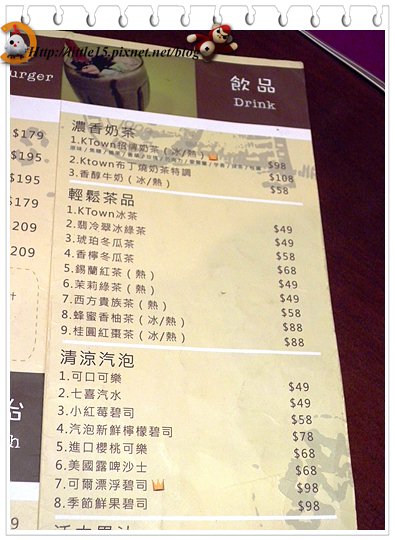 Http://little15.pixnet.net/blog
urger
飲品
Drink
$179
$195
$195
209
209
計
濃香奶茶
1.KTown招傳奶茶(冰/熱)
$98
2.Ktown布丁燒奶茶特調 $108
3.香醇牛奶(冰/熱) $58
輕鬆茶品
1.KTown冰茶
2.翡冷翠冰綠茶 $49
3.琥珀冬瓜茶 $49
4.香檸冬瓜茶 $58
5.錫蘭紅茶(熱) $68
6.茉莉綠茶(熱) $49
7.西方貴族茶(熱) $49
8.蜂蜜香柚茶(冰/熱) $58
9.桂圓紅棗茶(冰/熱) $88
$88
清涼汽泡
1.可口可樂
2.七喜汽水 $49
3.小紅莓碧司 $49
4.汽泡新鮮檸檬碧司 $58
5.進口櫻桃可樂 $78
6.美國露啤沙士 $68
7.可爾漂浮碧司 $68
8.季節鮮果碧司 $98
$98
台
h
9